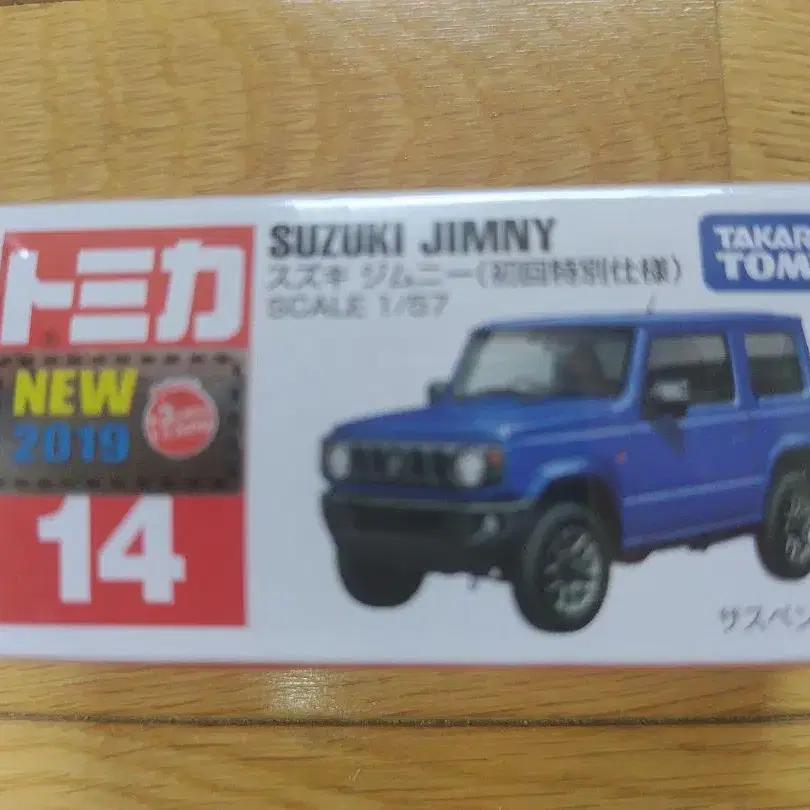 SUZUKI JIMNY
スズキ ジムニー(初回特別仕様)
SCALE 1/57
TAKAR
TOM
トミカ
NEW
2019
14
サスペン